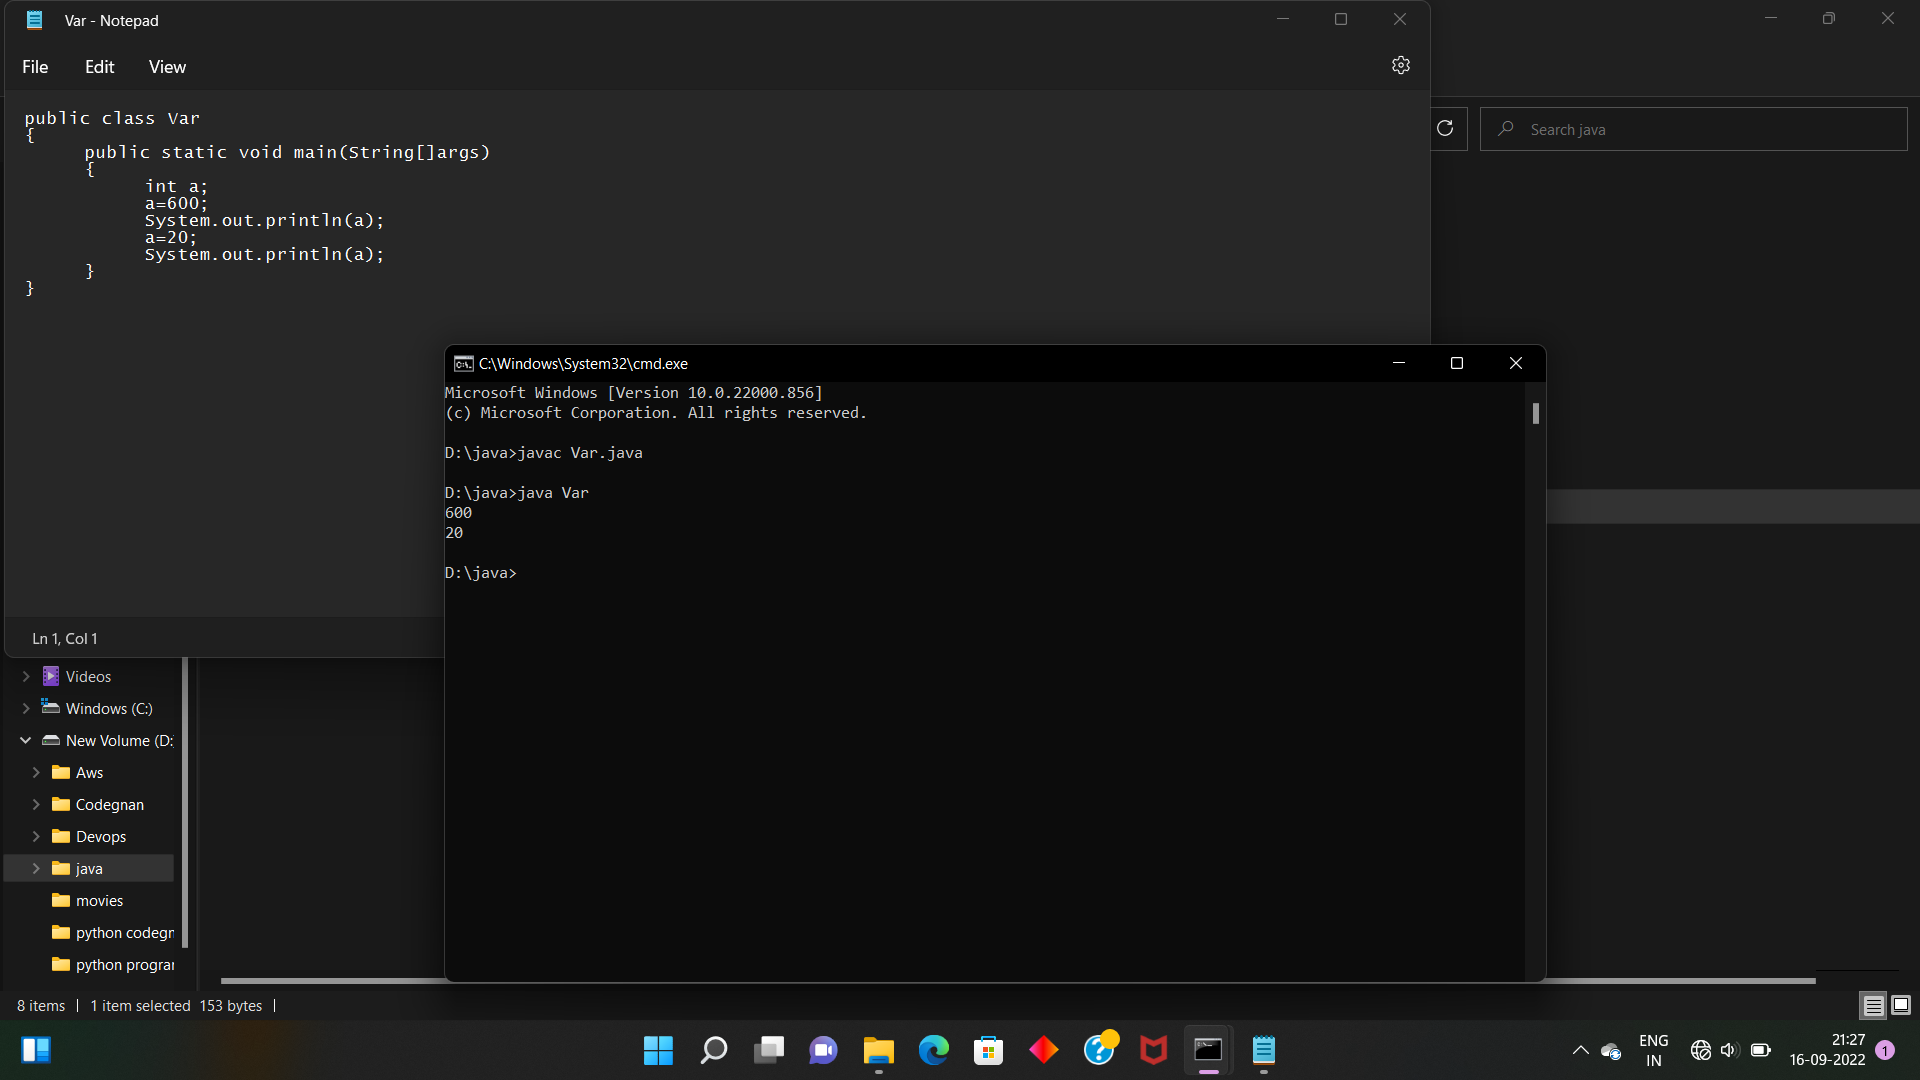 Var - Notepad
File Edit View
public class Var
{
public static void main(String[]args)
{
int a;
a=600;
System.out.println(a);
a=20;
System.out.println(a);
}
}
Ln 1, Col 1
Search java
C:\Windows\System32\cmd.exe
Microsoft Windows [Version 10.0.22000.856]
(c) Microsoft Corporation. All rights reserved.
D:\java>javac Var.java
D:\java>java Var
600
20
D:\java>
Videos
Windows (C:)
New Volume (D:
Aws
Codegnan
Devops
java
movies
python codegn
python progra
8 items 1 item selected 153 bytes
ENG
IN
21:27
16-09-2022
1